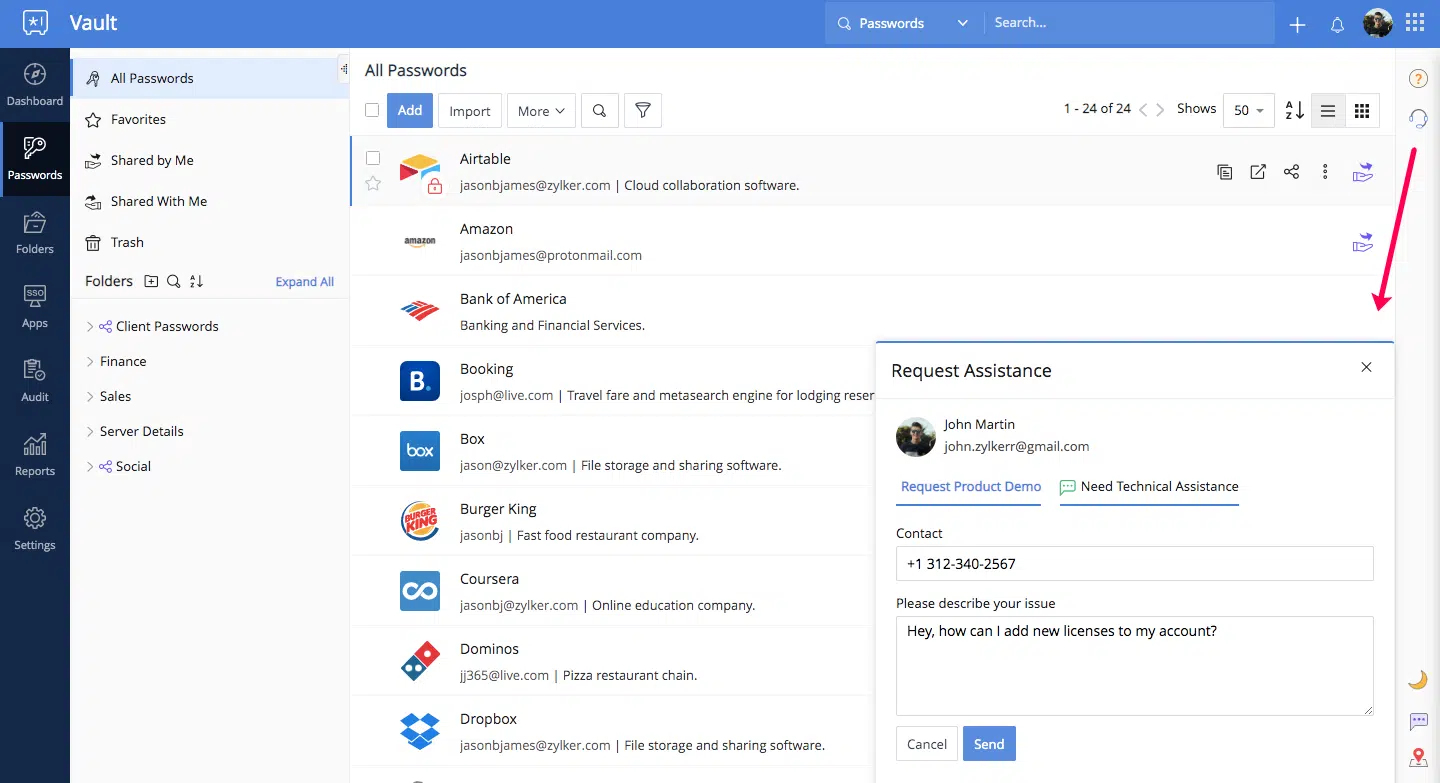 Vault
Passwords
Search...
Dashboard
Passwords
Folders
SSO
Apps
Audit
Reports
Settings
All Passwords
Favorites
Shared by Me
Shared With Me
Trash
Folders
Expand All
Client Passwords
Finance
Sales
Server Details
Social
All Passwords
Add
Import
More
1 - 24 of 24
Shows
50
A
Z
Airtable
jasonbjames@zylker.com | Cloud collaboration software.
amazon
Amazon
jasonbjames@protonmail.com
Bank of America
Banking and Financial Services.
B.
Booking
josph@live.com | Travel fare and metasearch engine for lodging reser
box
Box
jason@zylker.com | File storage and sharing software.
BURGER
KING
Burger King
jasonbj | Fast food restaurant company.
Coursera
jasonbj@zylker.com | Online education company.
Dominos
jj365@live.com | Pizza restaurant chain.
Dropbox
jasonbjames@zylker.com | File storage and sharing software.
?
Request Assistance
John Martin
john.zylkerr@gmail.com
Request Product Demo
Need Technical Assistance
Contact
+1 312-340-2567
Please describe your issue
Hey, how can I add new licenses to my account?
Cancel
Send